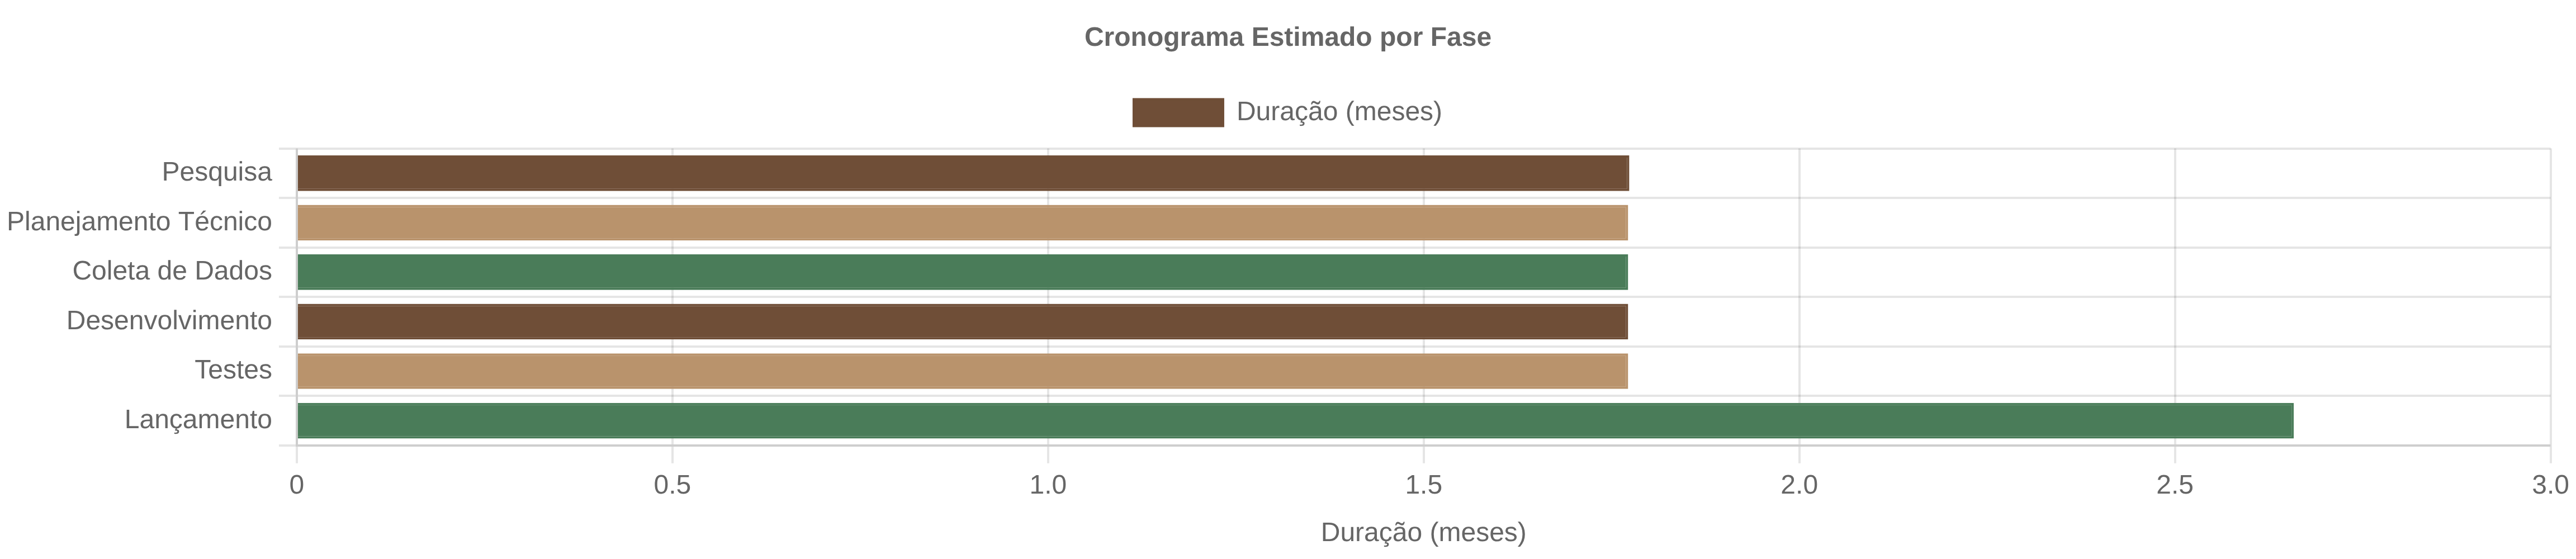 Cronograma Estimado por Fase
Duração (meses)
Pesquisa
Planejamento Técnico
Coleta de Dados
Desenvolvimento
Testes
Lançamento
0 0.5 1.0 1.5 2.0 2.5 3.0
Duração (meses)